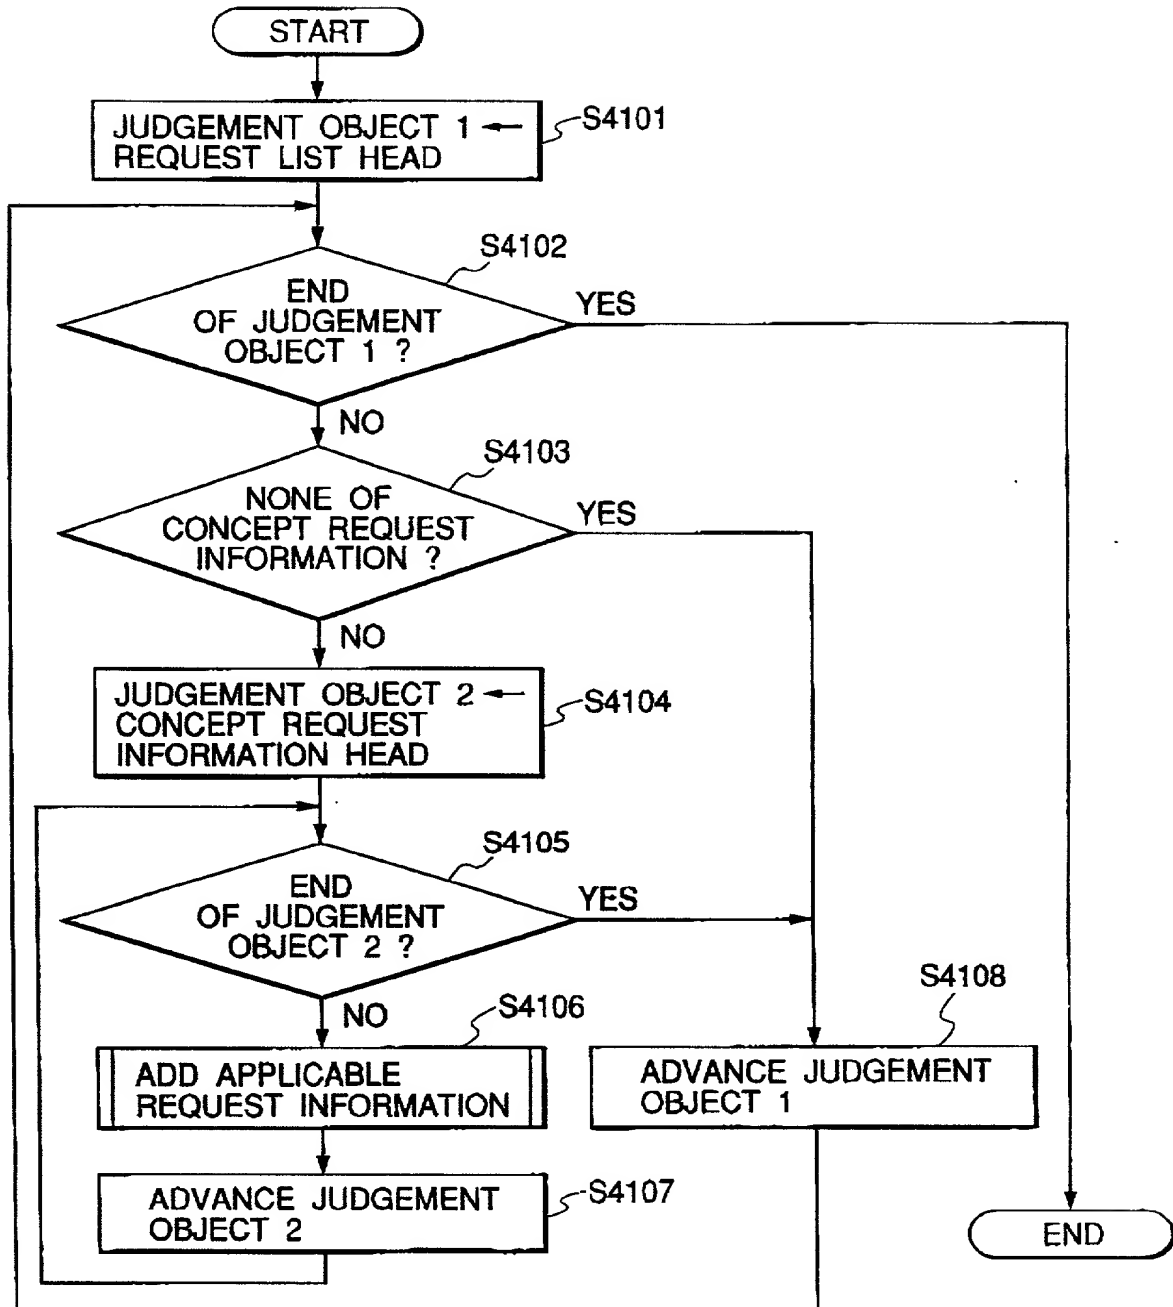 START
JUDGEMENT OBJECT 1 ←
REQUEST LIST HEAD
S4101
S4102
END
OF JUDGEMENT
OBJECT 1 ?
YES
NO
S4103
NONE OF
CONCEPT REQUEST
INFORMATION ?
YES
NO
JUDGEMENT OBJECT 2 ←
CONCEPT REQUEST
INFORMATION HEAD
S4104
S4105
END
OF JUDGEMENT
OBJECT 2 ?
YES
NO
S4106
ADD APPLICABLE
REQUEST INFORMATION
S4108
ADVANCE JUDGEMENT
OBJECT 1
ADVANCE JUDGEMENT
OBJECT 2
S4107
END